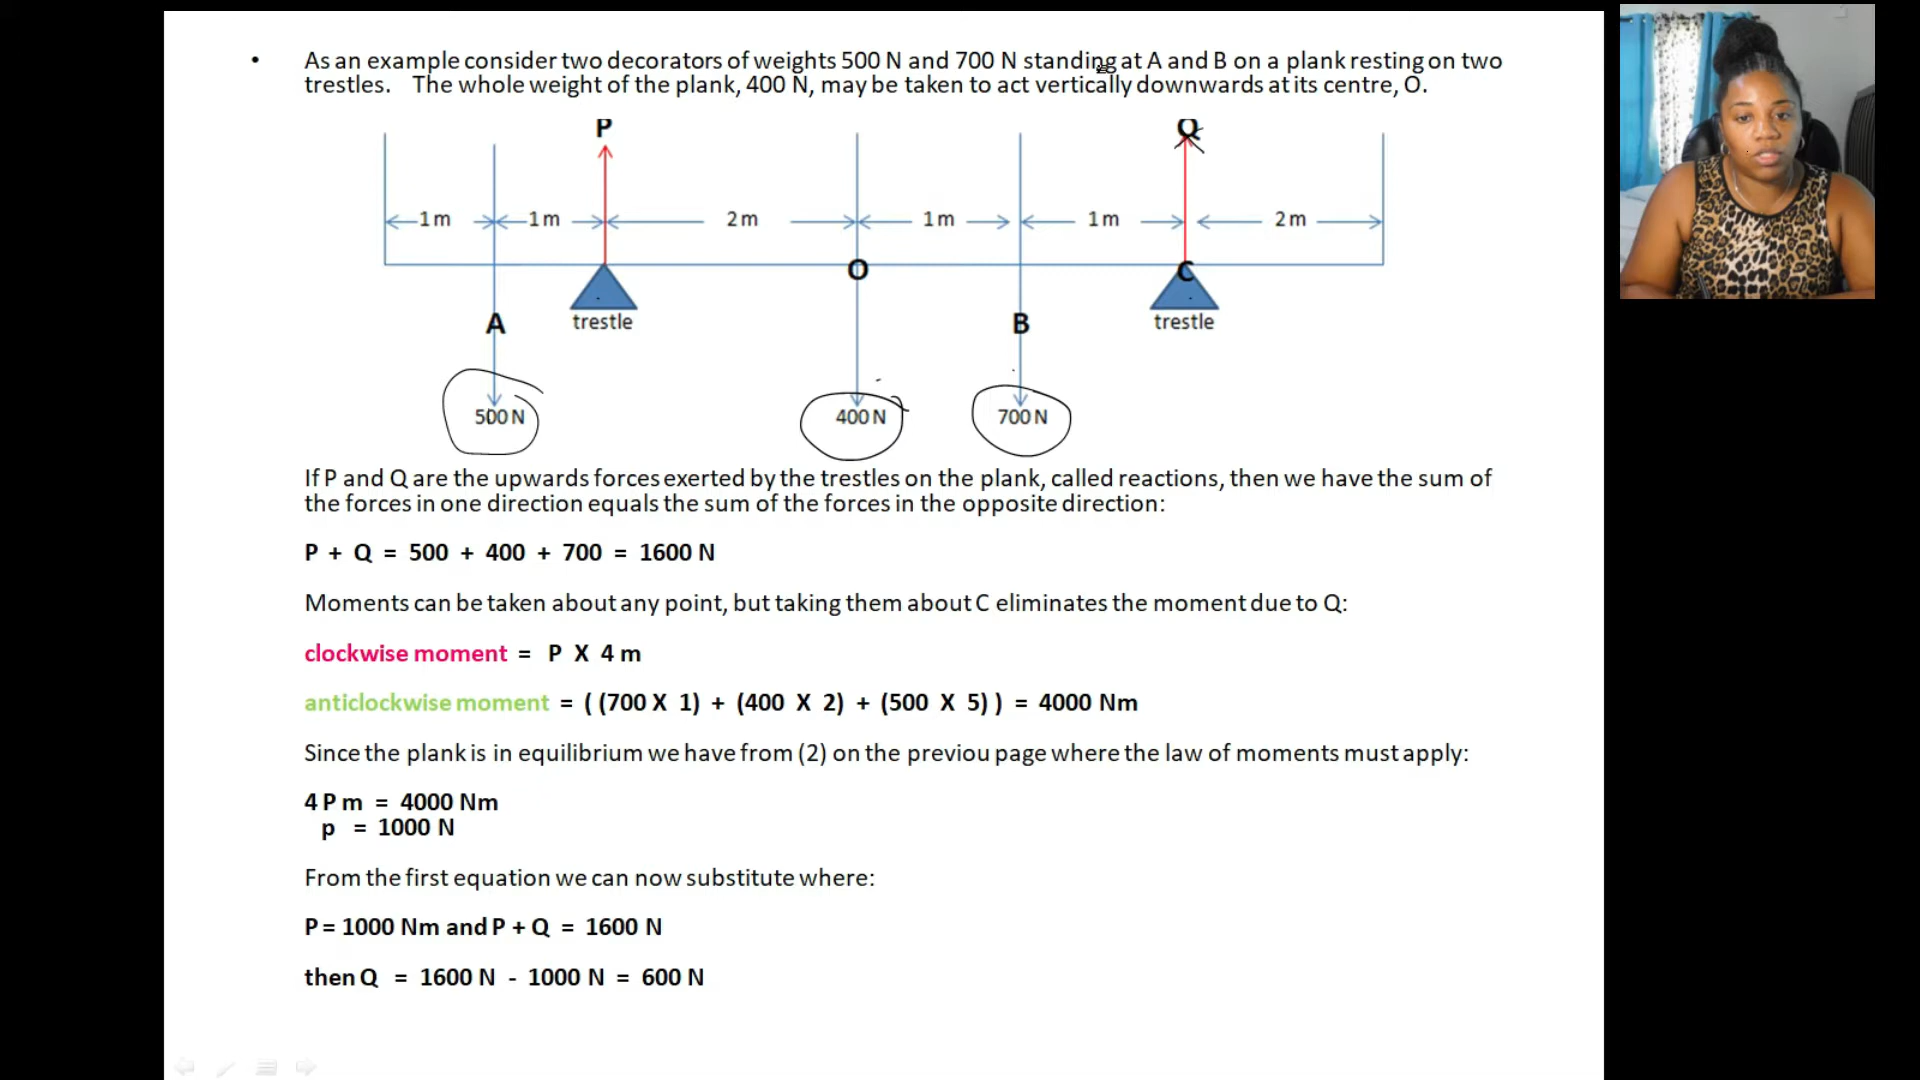 • As an example consider two decorators of weights 500 N and 700 N standing at A and B on a plank resting on two
trestles. The whole weight of the plank, 400 N, may be taken to act vertically downwards at its centre, O.
P Q
1 m 1 m 2 m 1 m 1 m 2 m
O C
A trestle B trestle
500 N 400 N 700 N
If P and Q are the upwards forces exerted by the trestles on the plank, called reactions, then we have the sum of
the forces in one direction equals the sum of the forces in the opposite direction:
P + Q = 500 + 400 + 700 = 1600 N
Moments can be taken about any point, but taking them about C eliminates the moment due to Q:
clockwise moment = P X 4 m
anticlockwise moment = ( (700 X 1) + (400 X 2) + (500 X 5) ) = 4000 Nm
Since the plank is in equilibrium we have from (2) on the previou page where the law of moments must apply:
4 P m = 4000 Nm
p = 1000 N
From the first equation we can now substitute where:
P = 1000 Nm and P + Q = 1600 N
then Q = 1600 N - 1000 N = 600 N